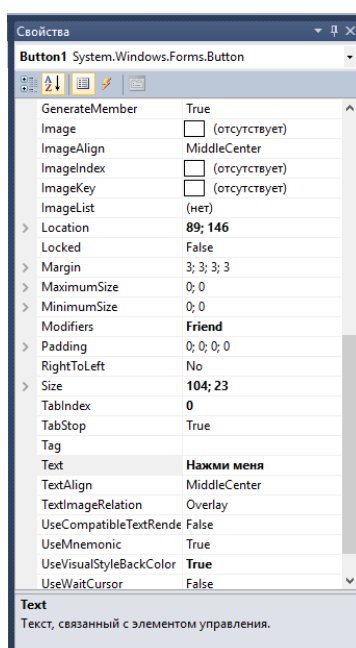 Свойства
Button1 System.Windows.Forms.Button
GenerateMember True
Image (отсутствует)
ImageAlign MiddleCenter
ImageIndex (отсутствует)
ImageKey (отсутствует)
ImageList (нет)
Location 89; 146
Locked False
Margin 3; 3; 3; 3
MaximumSize 0; 0
MinimumSize 0; 0
Modifiers Friend
Padding 0; 0; 0; 0
RightToLeft No
Size 104; 23
TabIndex 0
TabStop True
Tag
Text Нажми меня
TextAlign MiddleCenter
TextImageRelation Overlay
UseCompatibleTextRende False
UseMnemonic True
UseVisualStyleBackColor True
UseWaitCursor False
Text
Текст, связанный с элементом управления.